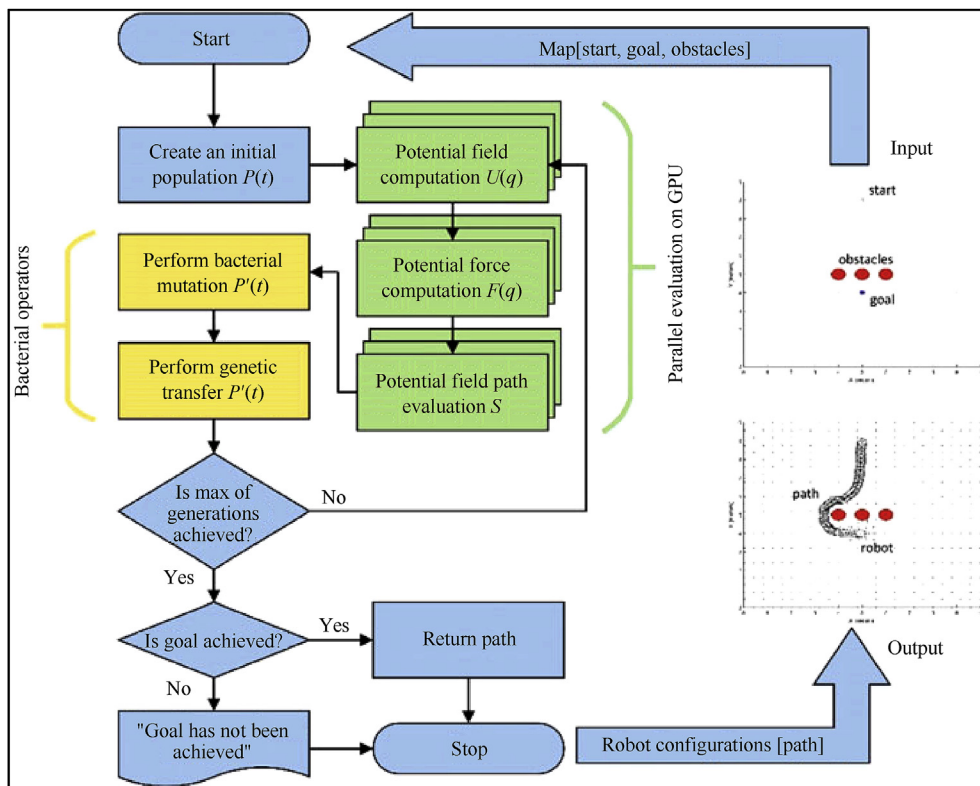 Start
Map[start, goal, obstacles]
Create an initial
population P(t)
Potential field
computation U(q)
Input
start
Bacterial operators
Perform bacterial
mutation P'(t)
Potential force
computation F(q)
Parallel evaluation on GPU
obstacles
goal
Perform genetic
transfer P'(t)
Potential field path
evaluation S
Is max of
generations
achieved?
No
path
robot
Yes
Is goal achieved?
Yes
Return path
Output
No
"Goal has not been
achieved"
Stop
Robot configurations [path]